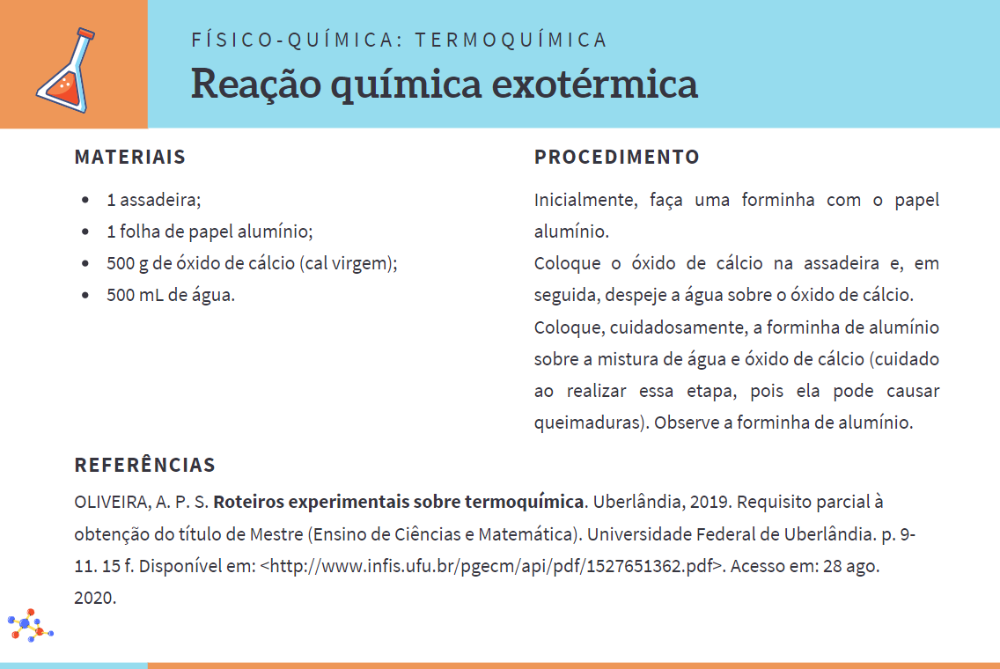 FÍSICO-QUÍMICA: TERMOQUÍMICA
Reação química exotérmica
MATERIAIS
• 1 assadeira;
• 1 folha de papel alumínio;
• 500 g de óxido de cálcio (cal virgem);
• 500 mL de água.
PROCEDIMENTO
Inicialmente, faça uma forminha com o papel
alumínio.
Coloque o óxido de cálcio na assadeira e, em
seguida, despeje a água sobre o óxido de cálcio.
Coloque, cuidadosamente, a forminha de alumínio
sobre a mistura de água e óxido de cálcio (cuidado
ao realizar essa etapa, pois ela pode causar
queimaduras). Observe a forminha de alumínio.
REFERÊNCIAS
OLIVEIRA, A. P. S. Roteiros experimentais sobre termoquímica. Uberlândia, 2019. Requisito parcial à
obtenção do título de Mestre (Ensino de Ciências e Matemática). Universidade Federal de Uberlândia. p. 9-
11. 15 f. Disponível em: <http://www.infis.ufu.br/pgecm/api/pdf/1527651362.pdf>. Acesso em: 28 ago.
2020.